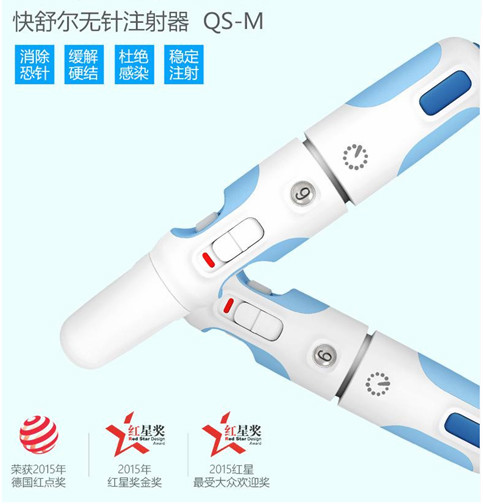 快舒尔无针注射器 QS-M
消除 缓解 杜绝 稳定
恐针 硬结 感染 注射
9
9
红星奖
Red Star Design
Award
红星奖
Red Star Design
Award
荣获2015年
德国红点奖
2015年
红星奖金奖
2015红星
最受大众欢迎奖